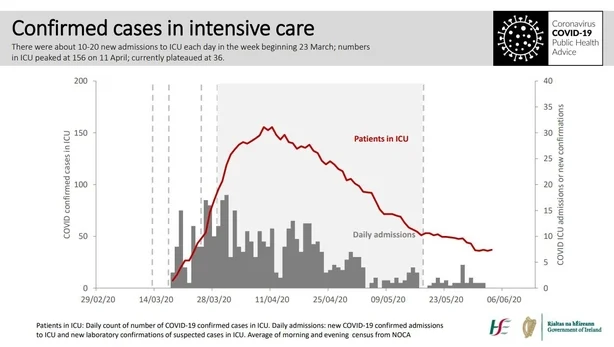 Confirmed cases in intensive care
There were about 10-20 new admissions to ICU each day in the week beginning 23 March; numbers
in ICU peaked at 156 on 11 April; currently plateaued at 36.
Coronavirus
COVID-19
Public Health
Advice
200
150
100
50
0
COVID confirmed cases in ICU
40
35
30
25
20
15
10
5
0
COVID ICU admissions or new confirmations
Patients in ICU
Daily admissions
29/02/20 14/03/20 28/03/20 11/04/20 25/04/20 09/05/20 23/05/20 06/06/20
Patients in ICU: Daily count of number of COVID-19 confirmed cases in ICU. Daily admissions: new COVID-19 confirmed admissions
to ICU and new laboratory confirmations of suspected cases in ICU. Average of morning and evening census from NOCA
Rialtas na hÉireann
Government of Ireland